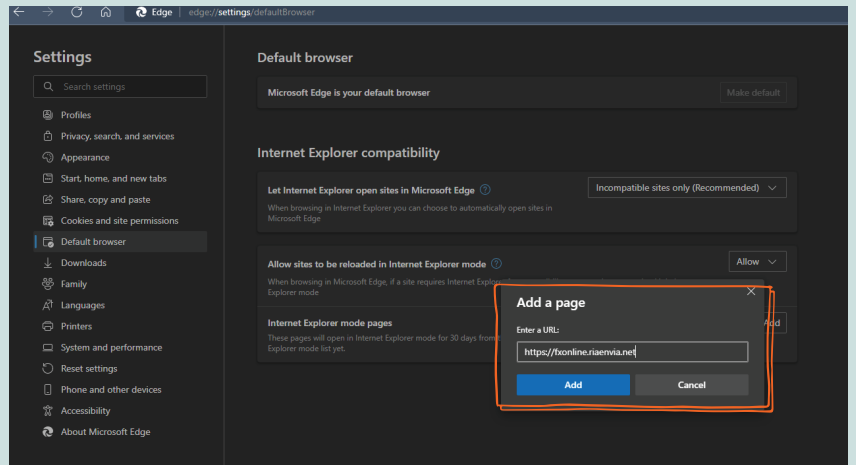 Edge edge://settings/defaultBrowser
Settings
Search settings
Profiles
Privacy, search, and services
Appearance
Start, home, and new tabs
Share, copy and paste
Cookies and site permissions
Default browser
Downloads
Family
Languages
Printers
System and performance
Reset settings
Phone and other devices
Accessibility
About Microsoft Edge
Default browser
Microsoft Edge is your default browser
Make default
Internet Explorer compatibility
Let Internet Explorer open sites in Microsoft Edge
Incompatible sites only (Recommended)
When browsing in Internet Explorer you can choose to automatically open sites in
Microsoft Edge
Allow sites to be reloaded in Internet Explorer mode
Allow
When browsing in Microsoft Edge, if a site requires Internet
Explorer mode
Internet Explorer mode pages
These pages will open in Internet Explorer mode for 30 days from
Explorer mode list yet.
Add a page
Enter a URL:
https://fxonline.riaenvia.net
Add
Cancel